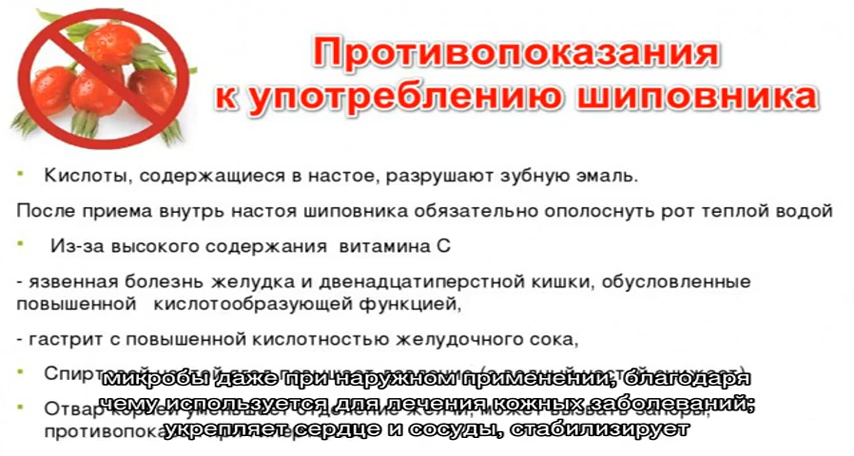 Противопоказания
к употреблению шиповника
Кислоты, содержащиеся в настое, разрушают зубную эмаль.
После приема внутрь настоя шиповника обязательно ополоснуть рот теплой водой
Из-за высокого содержания витамина С
- язвенная болезнь желудка и двенадцатиперстной кишки, обусловленные
повышенной кислотообразующей функцией,
- гастрит с повышенной кислотностью желудочного сока,
микробы даже при наружном применении, благодаря
чему используется для лечения кожных заболеваний;
укрепляет сердце и сосуды, стабилизирует
Отвар